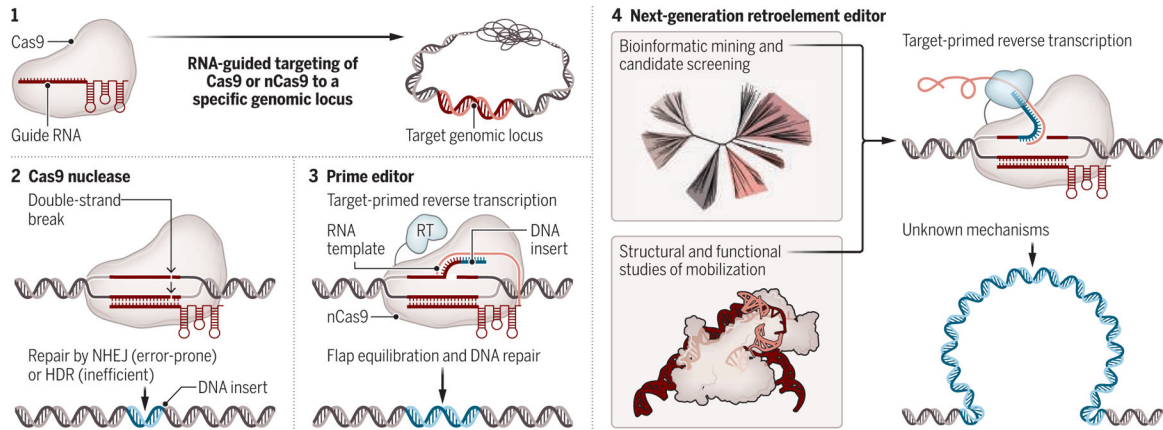 1
Cas9
RNA-guided targeting of
Cas9 or nCas9 to a
specific genomic locus
Guide RNA
Target genomic locus
2 Cas9 nuclease
Double-strand
break
Repair by NHEJ (error-prone)
or HDR (inefficient)
DNA insert
3 Prime editor
Target-primed reverse transcription
RNA
template
RT
DNA
insert
nCas9
Flap equilibration and DNA repair
4 Next-generation retroelement editor
Bioinformatic mining and
candidate screening
Structural and functional
studies of mobilization
Target-primed reverse transcription
Unknown mechanisms